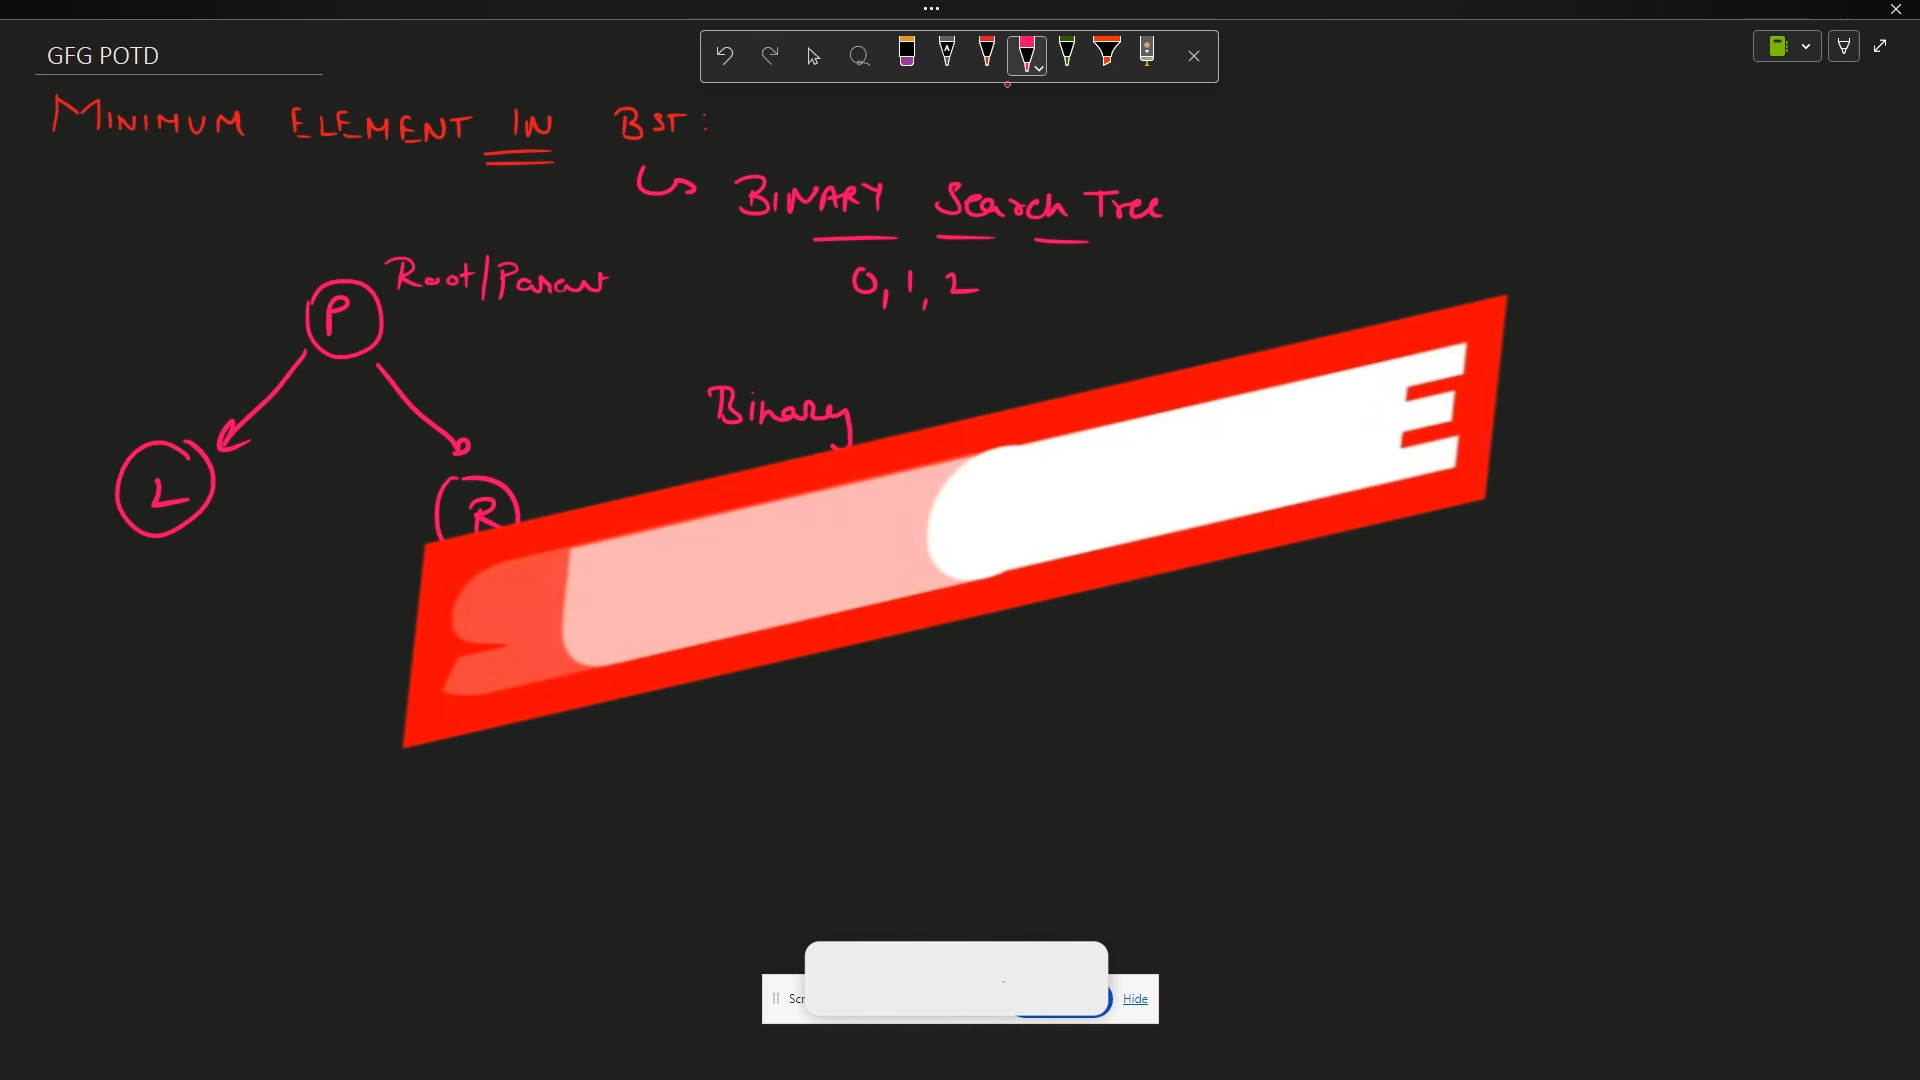 GFG POTD
MINIMUM ELEMENT IN BST:
BINARY Search Tree
0, 1, 2
Root/Parent
P
Binary
L
R
Hide